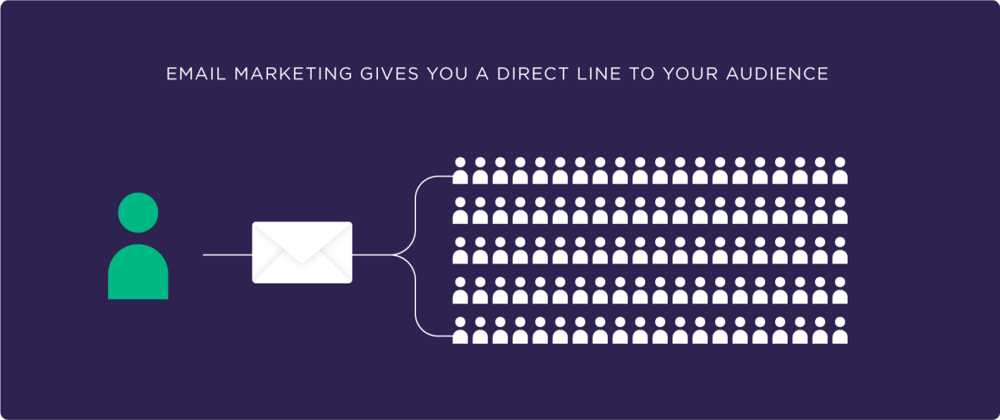 EMAIL MARKETING GIVES YOU A DIRECT LINE TO YOUR AUDIENCE